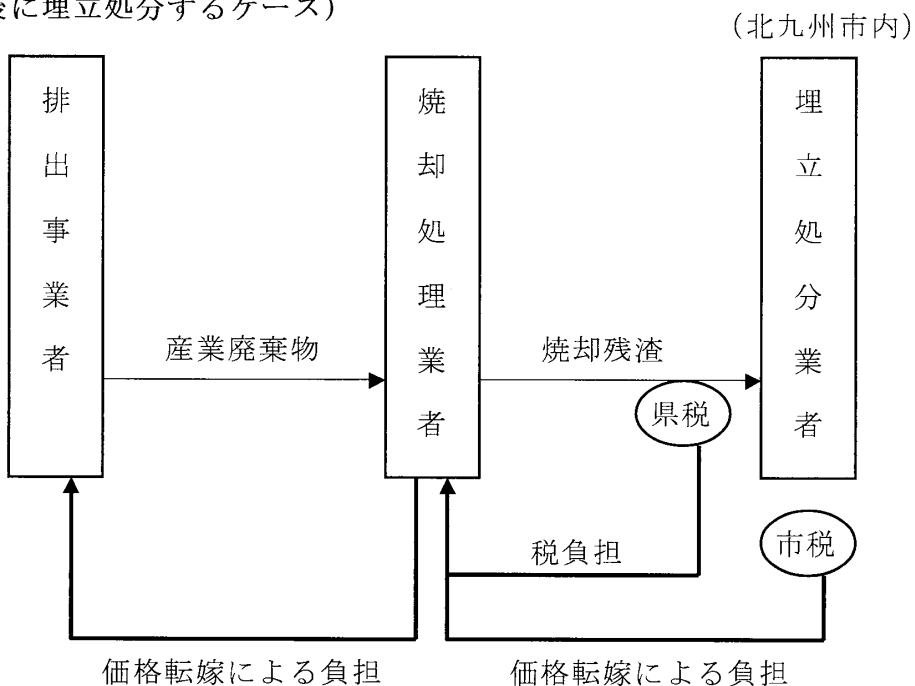 後に埋立処分するケース)
(北九州市内)
排出事業者
焼却処理業者
埋立処分業者
産業廃棄物
焼却残渣
県税
税負担
市税
価格転嫁による負担
価格転嫁による負担